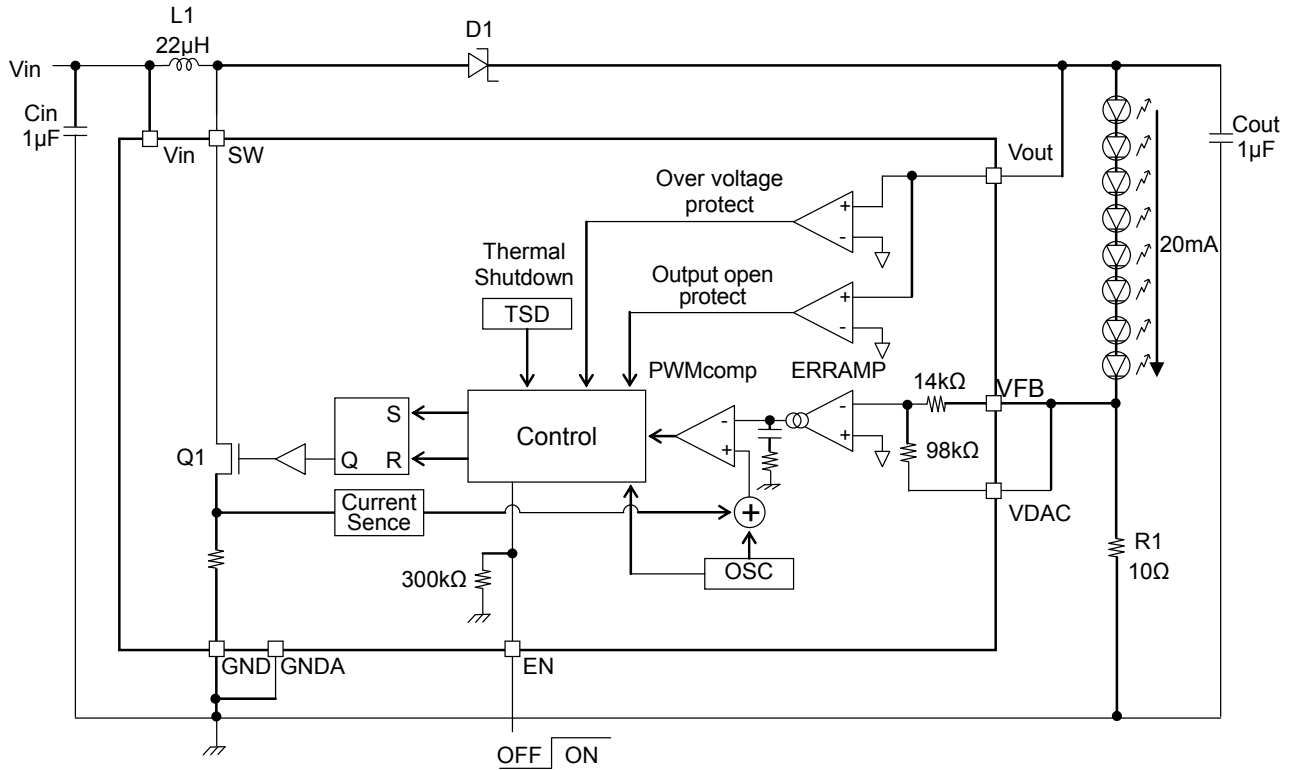 L1
22µH
D1
Vin
Cin
1µF
Vin
SW
Vout
Cout
1µF
Over voltage
protect
+
-
20mA
Thermal
Shutdown
TSD
Output open
protect
+
-
PWMcomp
ERRAMP
14kΩ
VFB
-
+
-
+
98kΩ
S
Q
R
Control
Q1
Current
Sence
+
VDAC
R1
10Ω
300kΩ
OSC
GND
GNDA
EN
OFF
ON